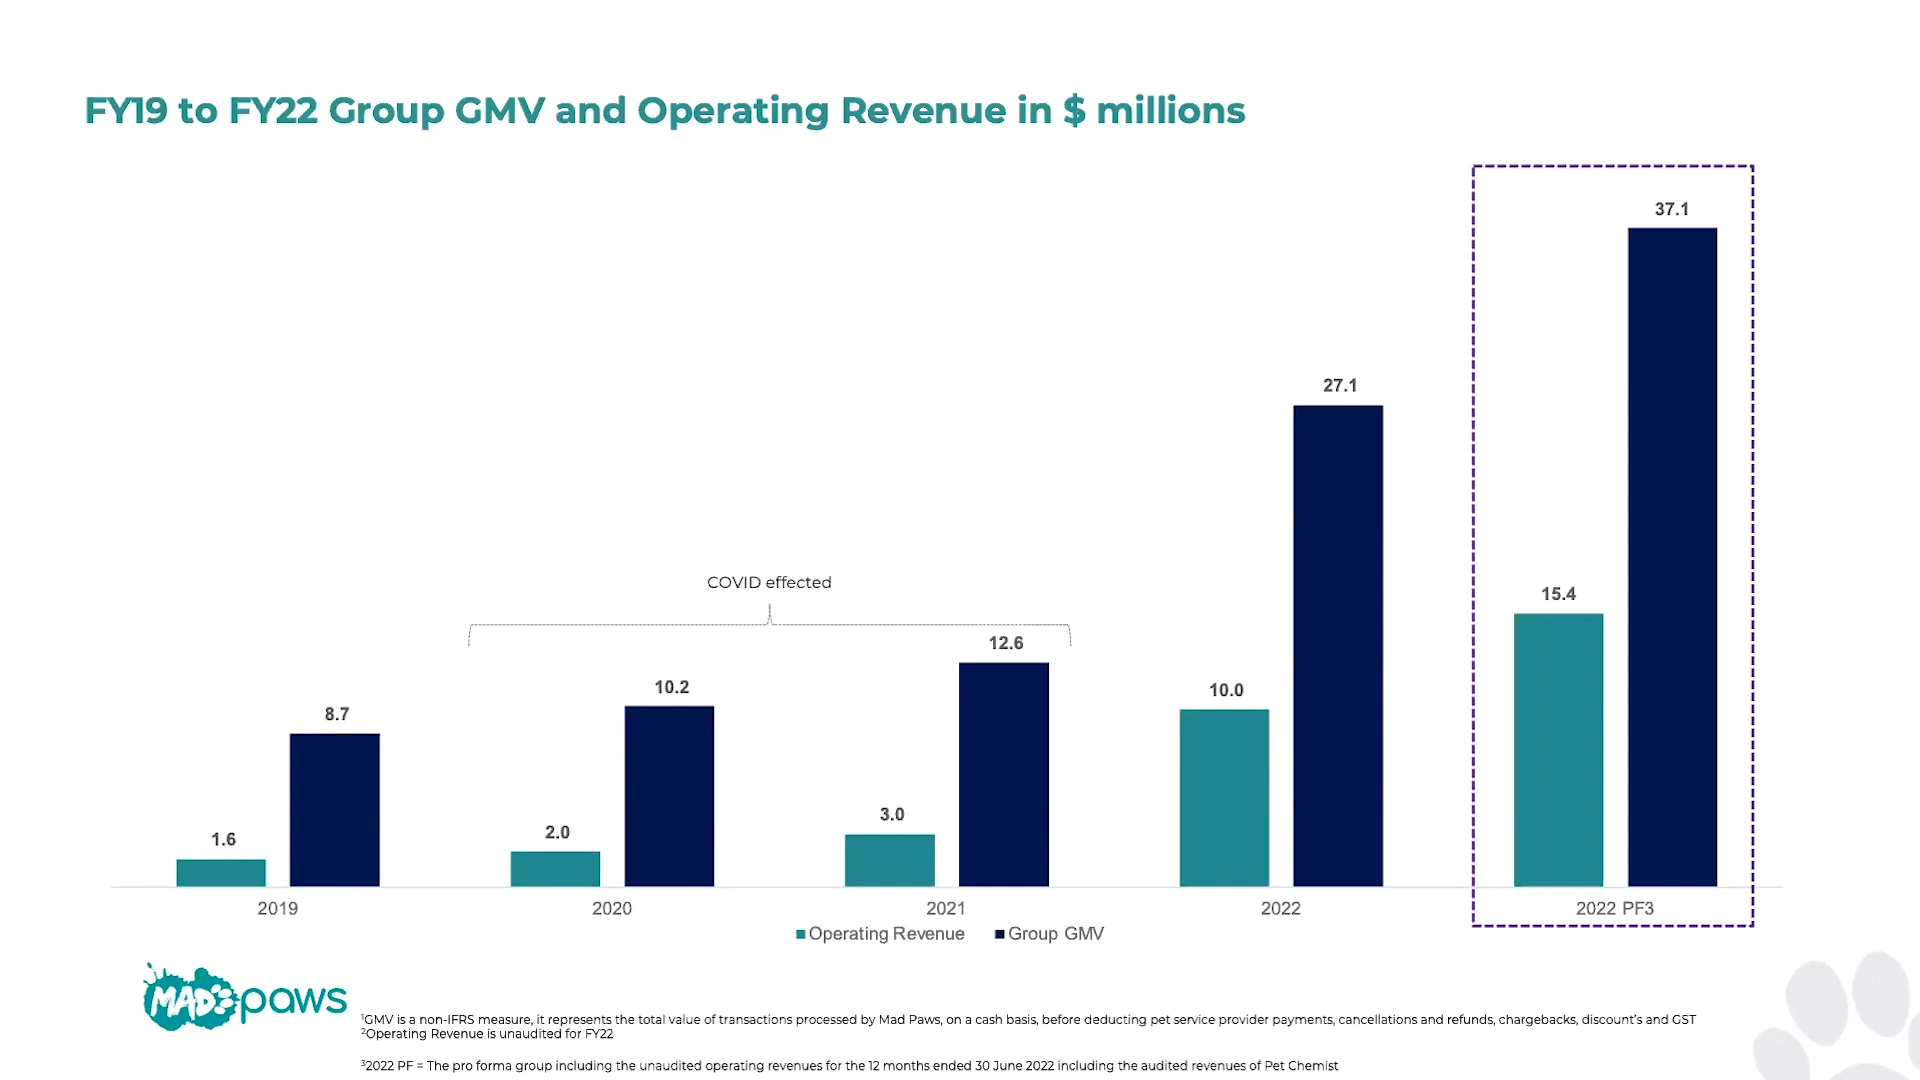 FY19 to FY22 Group GMV and Operating Revenue in $ millions
37.1
27.1
15.4
COVID effected
12.6
10.0
10.2
8.7
3.0
2.0
1.6
2019
2020
2021
2022
2022 PF3
Operating Revenue
Group GMV
MAD paws
¹GMV is a non-IFRS measure, it represents the total value of transactions processed by Mad Paws, on a cash basis, before deducting pet service provider payments, cancellations and refunds, chargebacks, discount's and GST
²Operating Revenue is unaudited for FY22
³2022 PF = The pro forma group including the unaudited operating revenues for the 12 months ended 30 June 2022 including the audited revenues of Pet Chemist